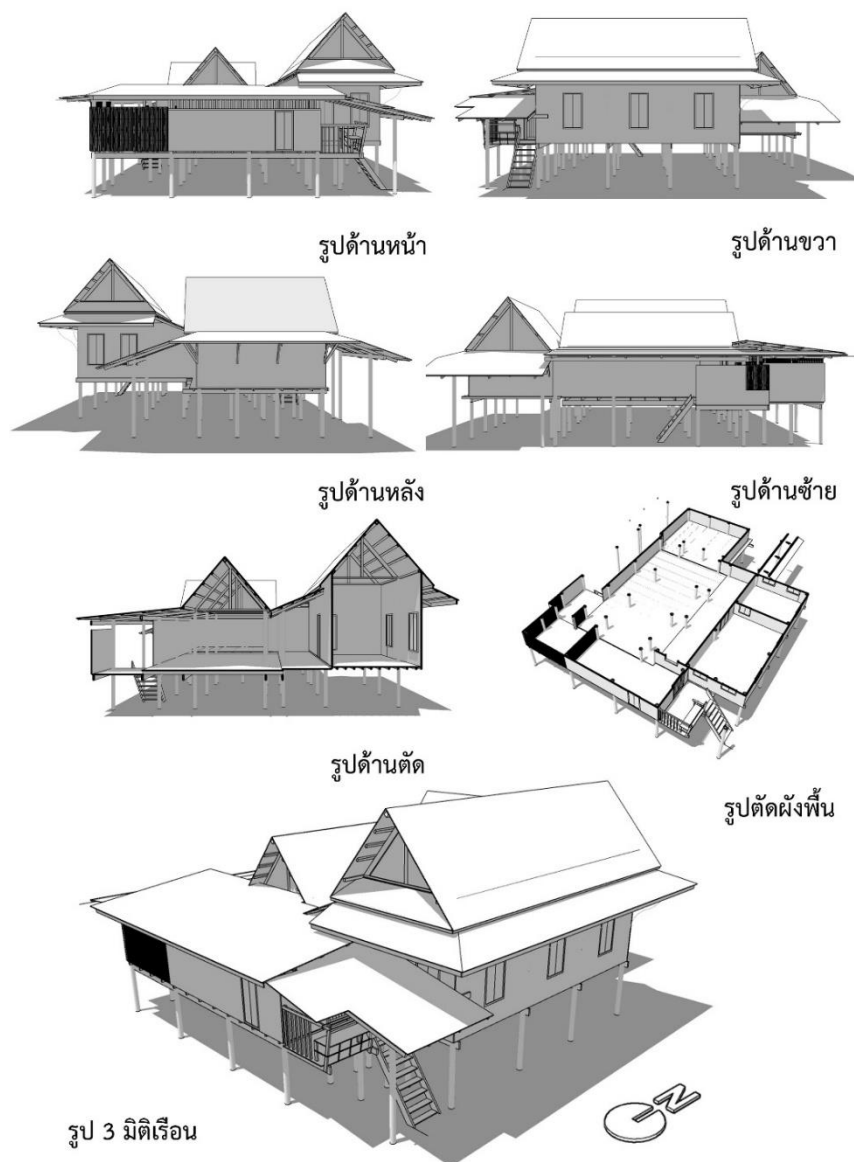 รูปด้านหน้า
รูปด้านขวา
รูปด้านหลัง
รูปด้านซ้าย
รูปด้านตัด
รูปตัดผังพื้น
รูป 3 มิติเรือน
N